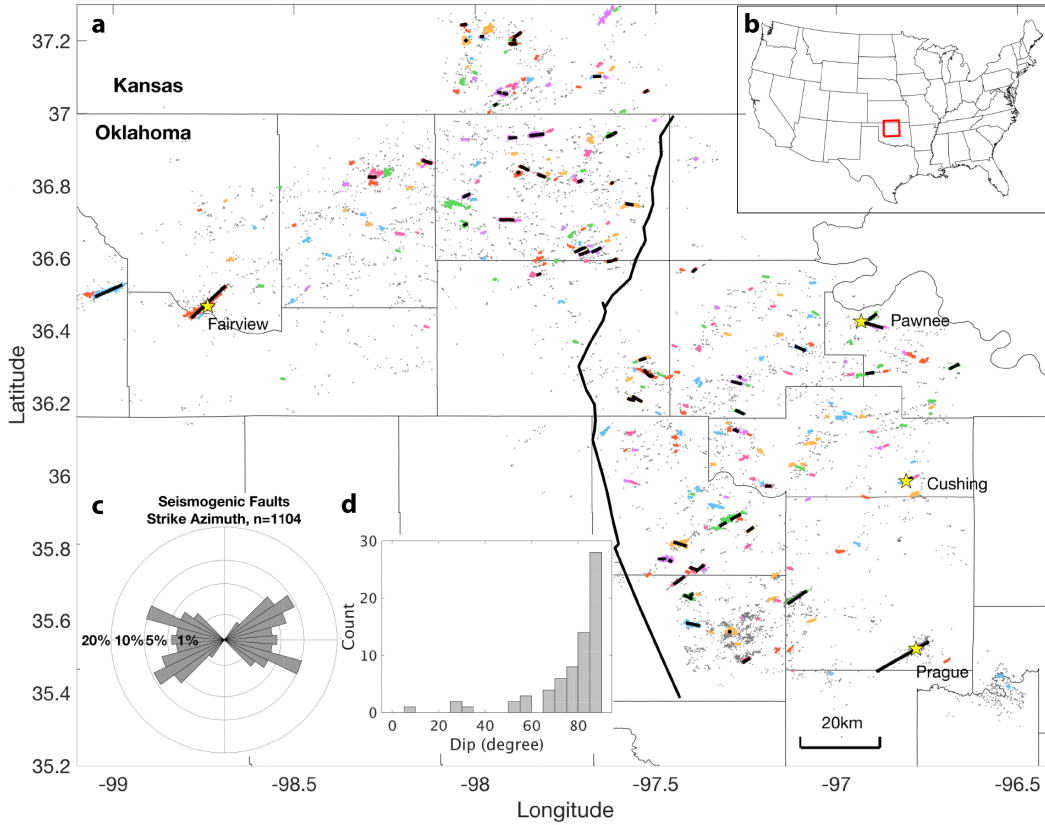 a
b
37.2
Kansas
37
Oklahoma
36.8
36.6
Fairview
Pawnee
36.4
36.2
Latitude
36
Cushing
c
Seismogenic Faults
Strike Azimuth, n=1104
d
35.8
30
20
10
0
Count
20% 10% 5% 1%
35.6
Prague
0 20 40 60 80
Dip (degree)
35.4
20km
35.2
-99 -98.5 -98 -97.5 -97 -96.5
Longitude